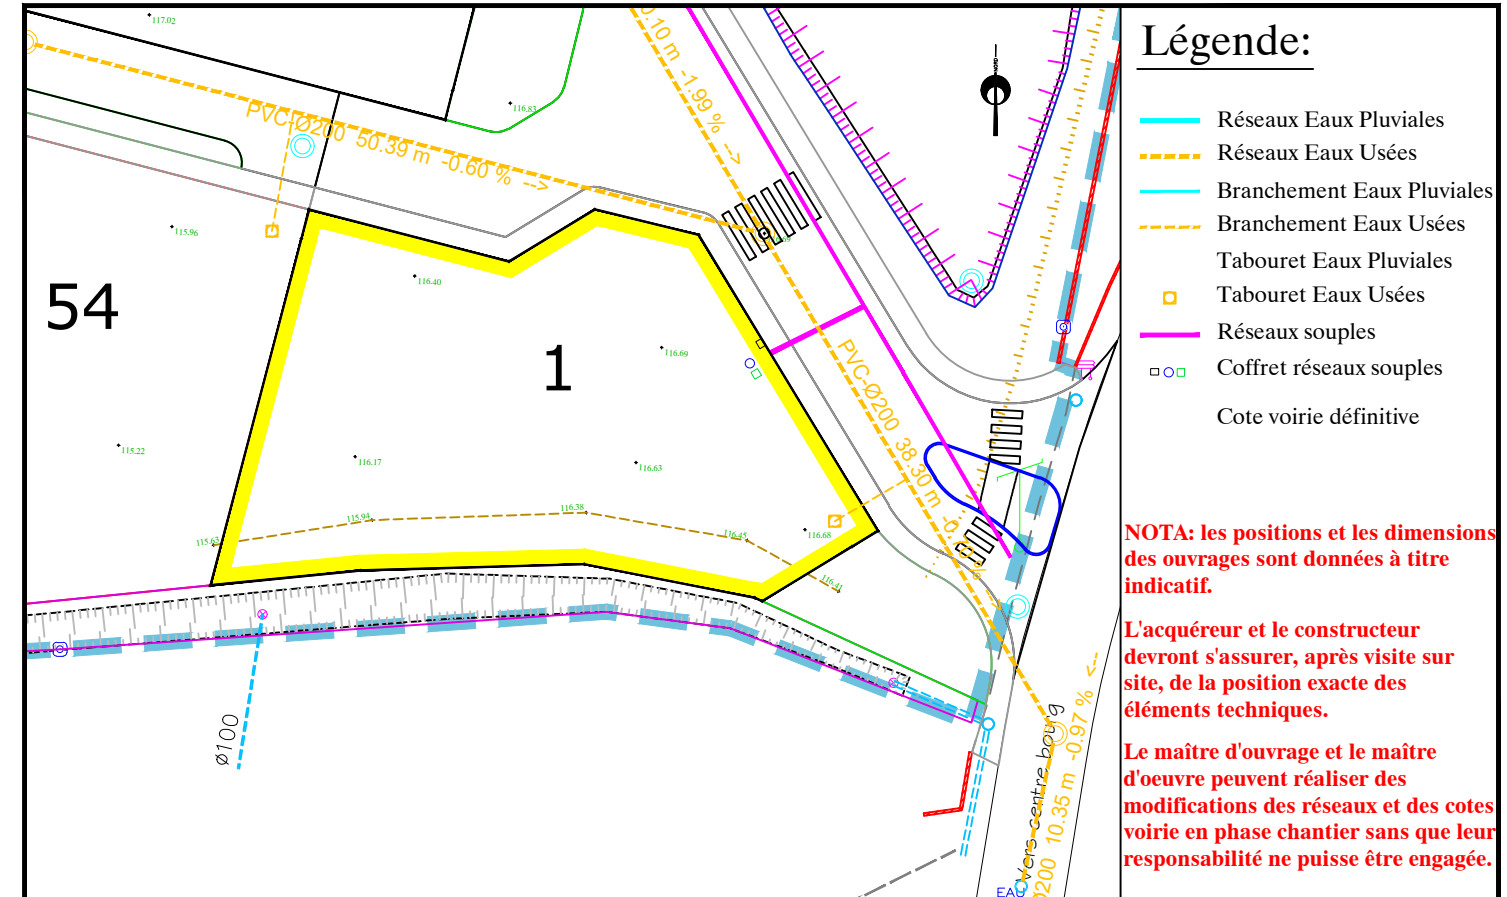 117.02
116.83
PVC-Ø200 50.39 m -0.60 % -->
0.10 m -1.99 % -->
115.96
116.40
54
1
116.69
PVC-Ø200 38.30 m -0.
115.22
116.17
116.63
115.94
116.38
115.63
116.45
116.68
116.41
Ø100
Vers centre bourg
Ø200 10.35 m -0.97 % <--
EAU
Légende:
Réseaux Eaux Pluviales
Réseaux Eaux Usées
Branchement Eaux Pluviales
Branchement Eaux Usées
Tabouret Eaux Pluviales
Tabouret Eaux Usées
Réseaux souples
Coffret réseaux souples
Cote voirie définitive
NOTA: les positions et les dimensions
des ouvrages sont données à titre
indicatif.
L'acquéreur et le constructeur
devront s'assurer, après visite sur
site, de la position exacte des
éléments techniques.
Le maître d'ouvrage et le maître
d'oeuvre peuvent réaliser des
modifications des réseaux et des cotes
voirie en phase chantier sans que leur
responsabilité ne puisse être engagée.